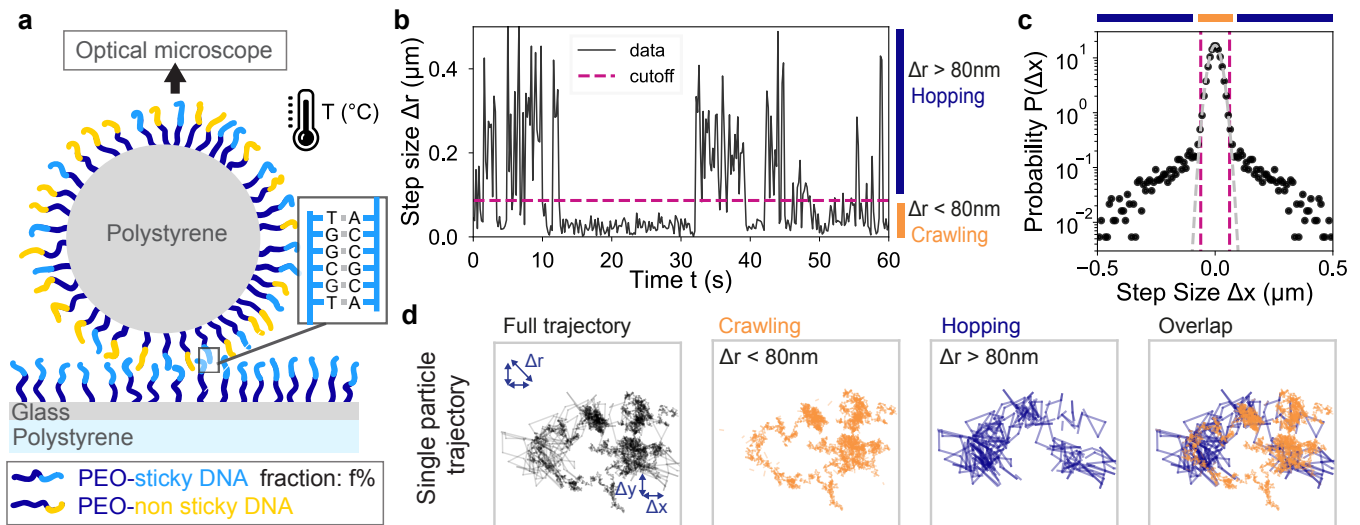 a
Optical microscope
T (°C)
Polystyrene
T A
G C
G C
C G
G C
T A
Glass
Polystyrene
PEO-sticky DNA fraction: f%
PEO-non sticky DNA
b
Step size Δr (μm)
0.4
0.2
0.0
data
cutoff
0 10 20 30 40 50 60
Time t (s)
Δr > 80nm
Hopping
Δr < 80nm
Crawling
c
Probability P(Δx)
10¹
10⁰
10⁻¹
10⁻²
−0.5 0.0 0.5
Step Size Δx (μm)
d
Single particle
trajectory
Full trajectory
Δr
Δy
Δx
Crawling
Δr < 80nm
Hopping
Δr > 80nm
Overlap